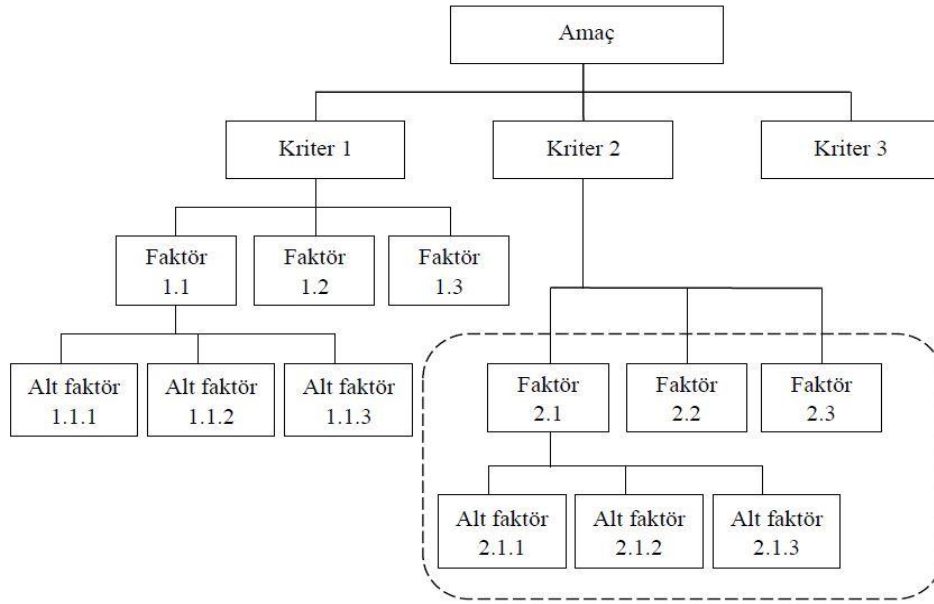 Amaç
Kriter 1
Kriter 2
Kriter 3
Faktör
1.1
Faktör
1.2
Faktör
1.3
Alt faktör
1.1.1
Alt faktör
1.1.2
Alt faktör
1.1.3
Faktör
2.1
Faktör
2.2
Faktör
2.3
Alt faktör
2.1.1
Alt faktör
2.1.2
Alt faktör
2.1.3